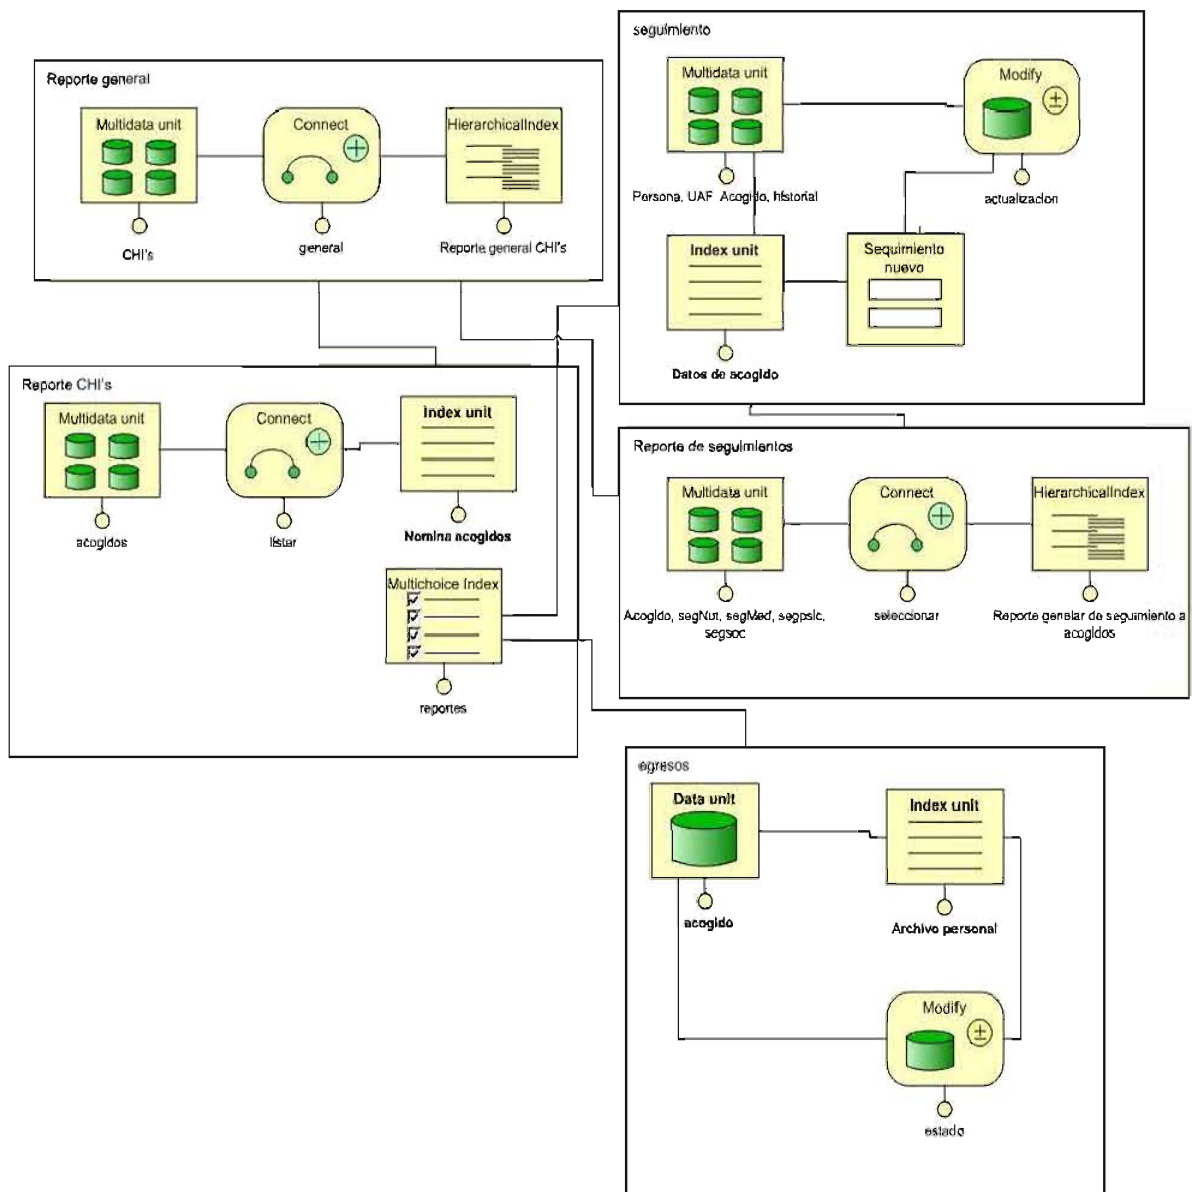 Reporte general
Multidata unit
Connect
HierarchicalIndex
CHI's
general
Reporte general CHI's
seguimiento
Multidata unit
Modify
Persona, UAF Acogido, historial
actualizacion
Index unit
Seguimiento
nuevo
Datos de acogido
Reporte CHI's
Multidata unit
Connect
Index unit
acogidos
listar
Nomina acogidos
Multichoice Index
reportes
Reporte de seguimientos
Multidata unit
Connect
HierarchicalIndex
Acogido, segNut, segMed, segpsic,
segsoc
seleccionar
Reporte genelar de seguimiento a
acogidos
egresos
Data unit
Index unit
acogido
Archivo personal
Modify
estado